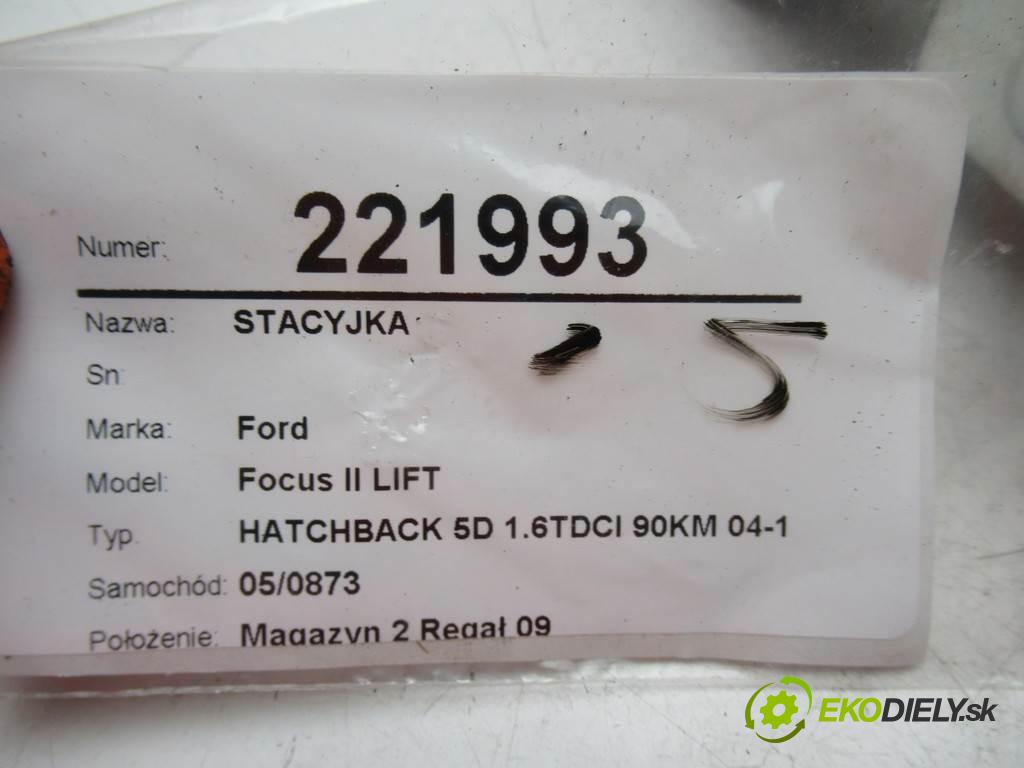 Numer: 221993
Nazwa: STACYJKA
Sn:
Marka: Ford
Model: Focus II LIFT
Typ. HATCHBACK 5D 1.6TDCI 90KM 04-1
Samochód: 05/0873
Położenie: Magazyn 2 Regał 09
EKODIELY.sk